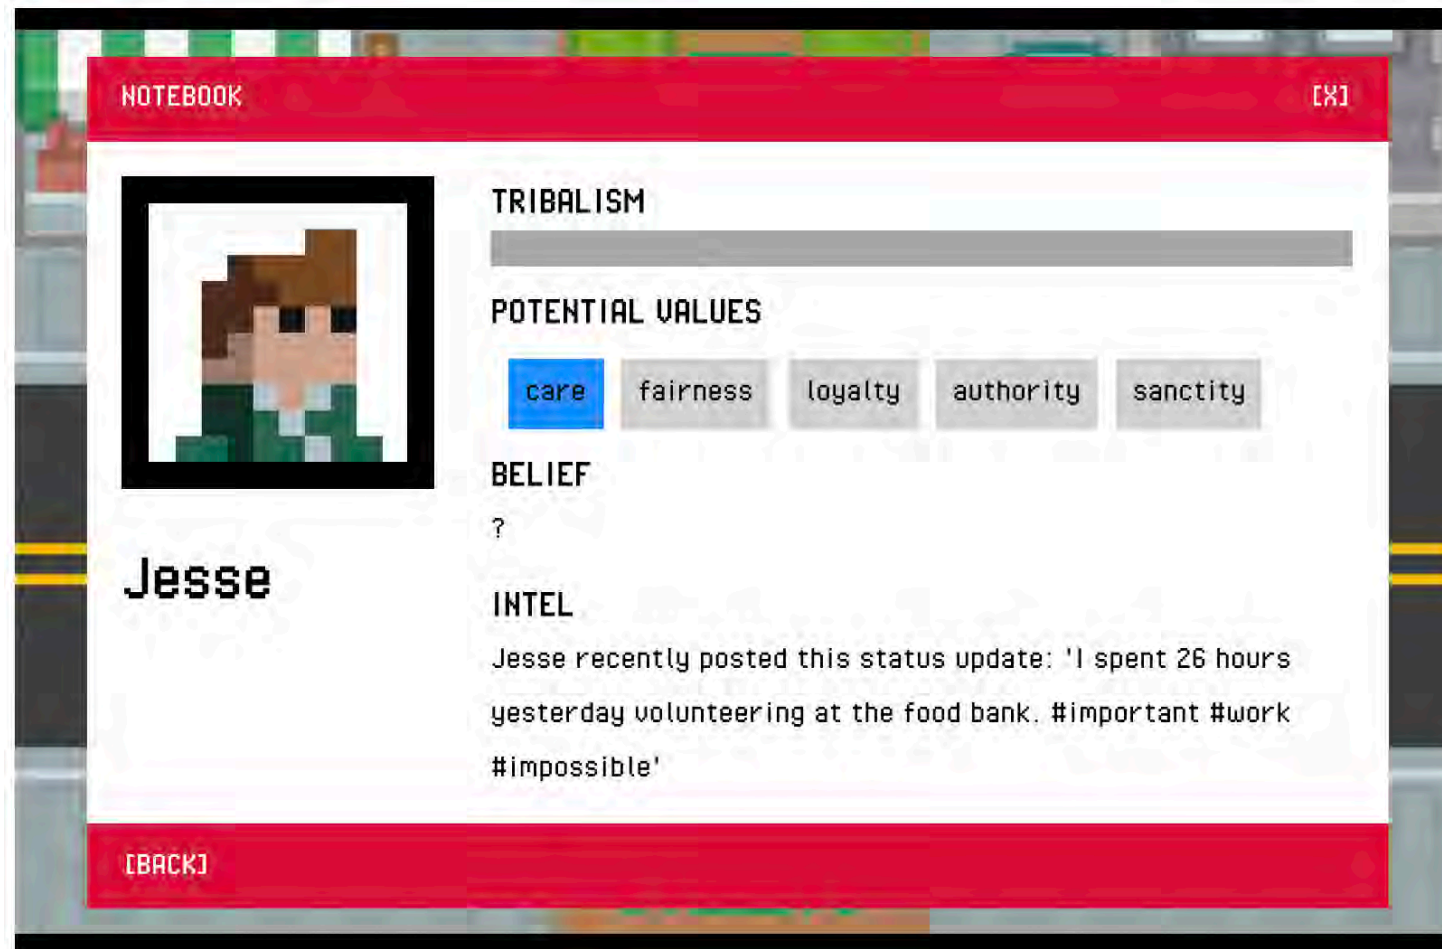 NOTEBOOK [X]
TRIBALISM
POTENTIAL VALUES
care fairness loyalty authority sanctity
BELIEF
?
Jesse
INTEL
Jesse recently posted this status update: 'I spent 26 hours
yesterday volunteering at the food bank. #important #work
#impossible'
[BACK]